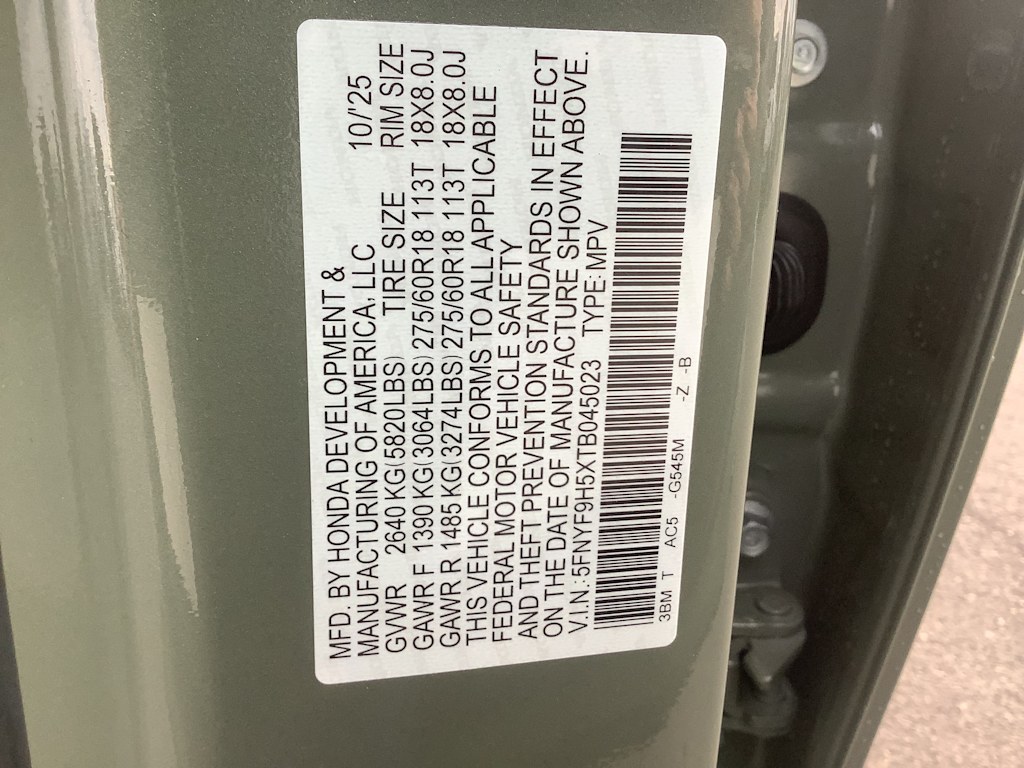 MFD. BY HONDA DEVELOPMENT &
MANUFACTURING OF AMERICA, LLC 10/'25
GVWR 2640 KG(5820LBS) TIRE SIZE RIM SIZE
GAWR F 1390 KG(3064LBS) 275/60R18 113T 18X8.0J
GAWR R 1485 KG(3274LBS) 275/60R18 113T 18X8.0J
THIS VEHICLE CONFORMS TO ALL APPLICABLE
FEDERAL MOTOR VEHICLE SAFETY
AND THEFT PREVENTION STANDARDS IN EFFECT
ON THE DATE OF MANUFACTURE SHOWN ABOVE.
V.I.N.:5FNYF9H5XTB045023 TYPE:MPV
3BM T AC5 -G545M -Z -B